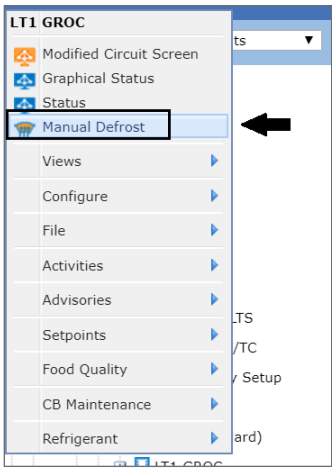 LT1 GROC
ts
Modified Circuit Screen
Graphical Status
Status
Manual Defrost
Views
Configure
File
Activities
Advisories
_TS
Setpoints
/TC
Food Quality
Setup
CB Maintenance
Refrigerant
ard)
LT1 GROC